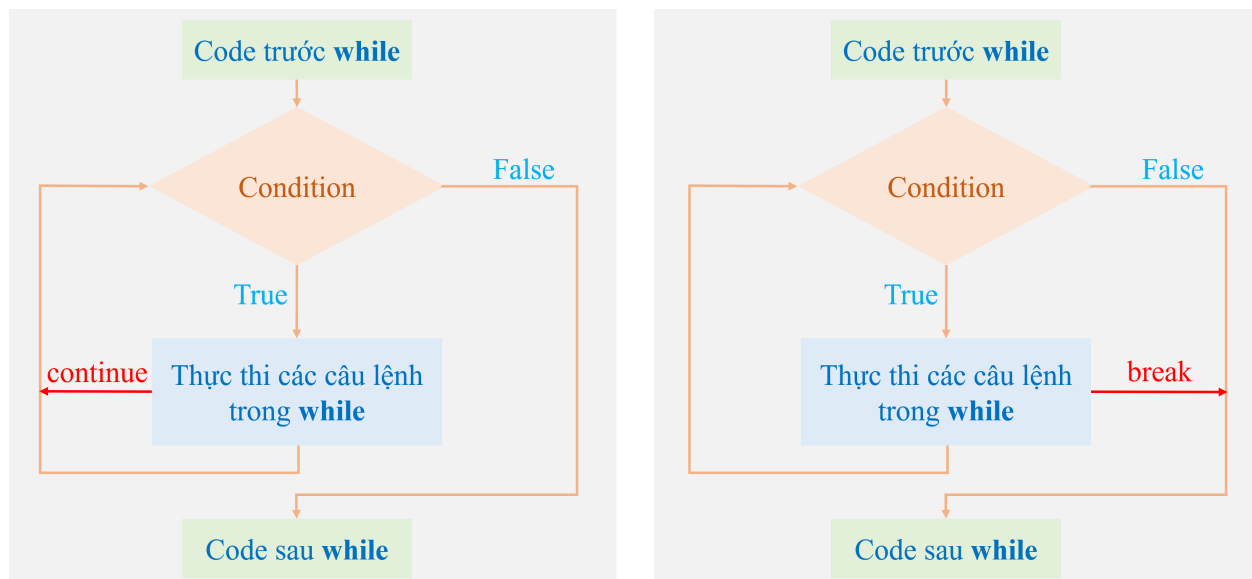 Code trước while
Condition
False
True
continue
Thực thi các câu lệnh
trong while
Code sau while
Code trước while
Condition
False
True
Thực thi các câu lệnh
trong while
break
Code sau while